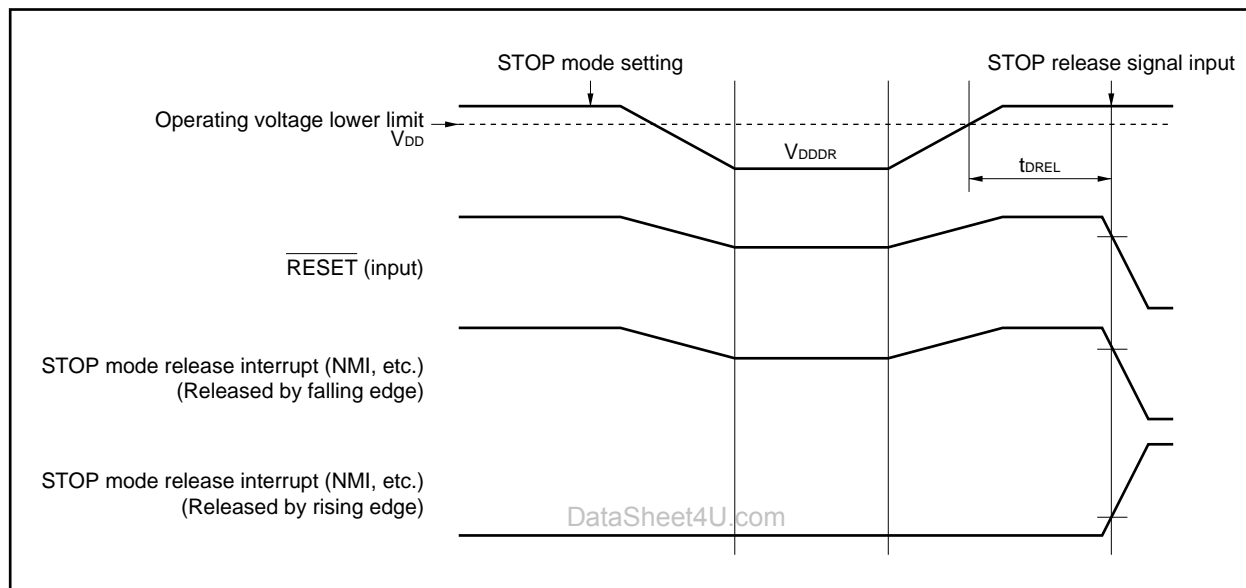 STOP mode setting
STOP release signal input
Operating voltage lower limit
VDD
VDDDR
tDREL
RESET (input)
STOP mode release interrupt (NMI, etc.)
(Released by falling edge)
STOP mode release interrupt (NMI, etc.)
(Released by rising edge)
DataSheet4U.com